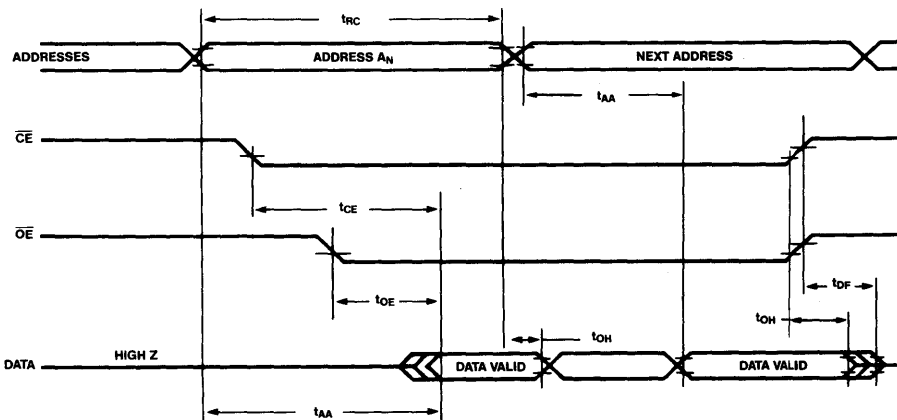 tRC
ADDRESSES
ADDRESS AN
NEXT ADDRESS
tAA
CE
tCE
OE
tOE
tDF
tOH
tOH
DATA
HIGH Z
DATA VALID
DATA VALID
tAA